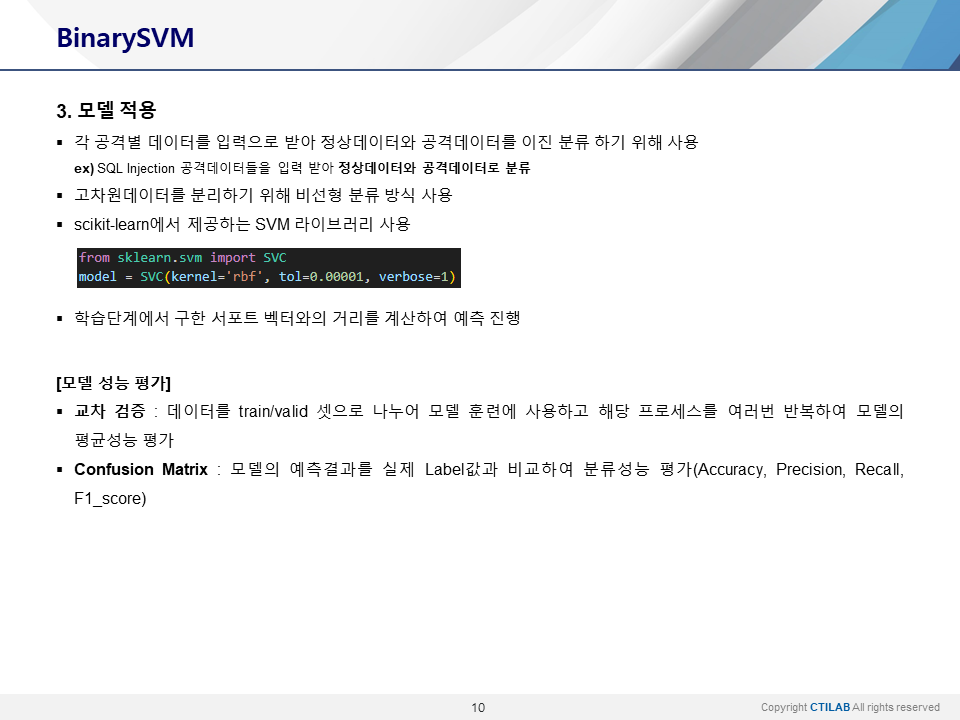 BinarySVM
3. 모델 적용
▪ 각 공격별 데이터를 입력으로 받아 정상데이터와 공격데이터를 이진 분류 하기 위해 사용
ex) SQL Injection 공격데이터들을 입력 받아 정상데이터와 공격데이터로 분류
▪ 고차원데이터를 분리하기 위해 비선형 분류 방식 사용
▪ scikit-learn에서 제공하는 SVM 라이브러리 사용
from sklearn.svm import SVC
model = SVC(kernel='rbf', tol=0.00001, verbose=1)
▪ 학습단계에서 구한 서포트 벡터와의 거리를 계산하여 예측 진행
[모델 성능 평가]
▪ 교차 검증 : 데이터를 train/valid 셋으로 나누어 모델 훈련에 사용하고 해당 프로세스를 여러번 반복하여 모델의
평균성능 평가
▪ Confusion Matrix : 모델의 예측결과를 실제 Label값과 비교하여 분류성능 평가(Accuracy, Precision, Recall,
F1_score)
10
Copyright CTILAB All rights reserved